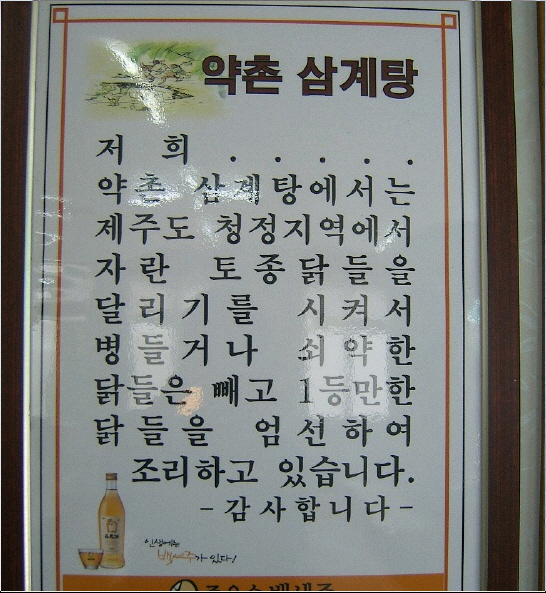 약촌 삼계탕
저 희 . . . . .
약촌 삼계탕에서는
제주도 청정지역에서
자란 토종닭들을
달리기를 시켜서
병들거나 쇠약한
닭들은 빼고 1등만한
닭들을 엄선하여
조리하고 있습니다.
-감사합니다-
인생에는
백세주가 있다!